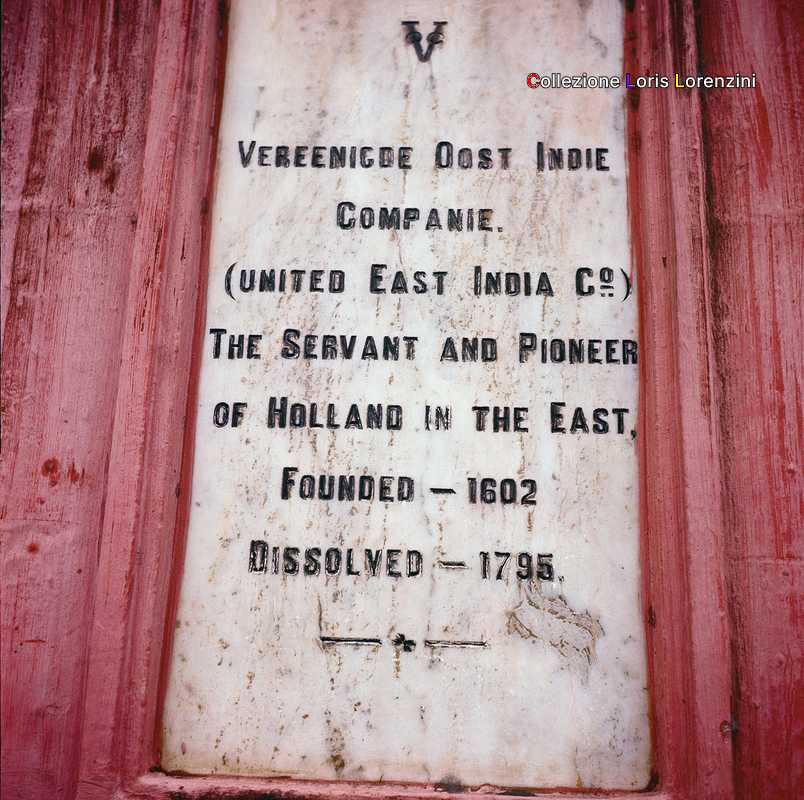 VOC
Collezione Loris Lorenzini
VEREENIGDE OOST INDIE
COMPANIE.
(UNITED EAST INDIA Cº)
THE SERVANT AND PIONEER
OF HOLLAND IN THE EAST,
FOUNDED – 1602
DISSOLVED – 1795.